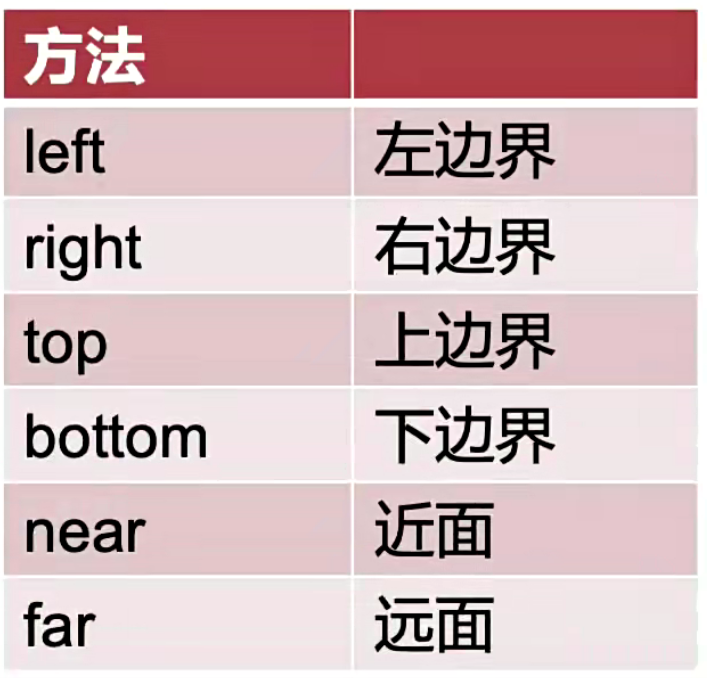 方法
left 左边界
right 右边界
top 上边界
bottom 下边界
near 近面
far 远面